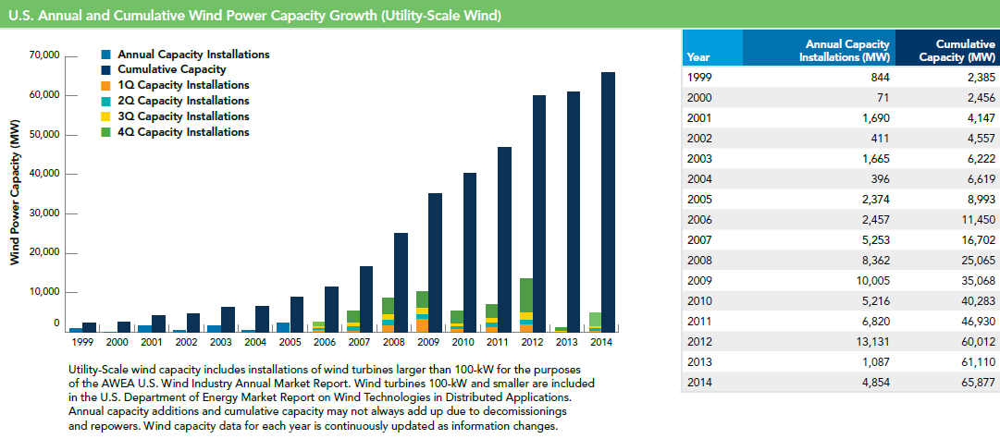 U.S. Annual and Cumulative Wind Power Capacity Growth (Utility-Scale Wind)
Wind Power Capacity (MW)
70,000
60,000
50,000
40,000
30,000
20,000
10,000
0
Annual Capacity Installations
Cumulative Capacity
1Q Capacity Installations
2Q Capacity Installations
3Q Capacity Installations
4Q Capacity Installations
1999 2000 2001 2002 2003 2004 2005 2006 2007 2008 2009 2010 2011 2012 2013 2014
Utility-Scale wind capacity includes installations of wind turbines larger than 100-kW for the purposes
of the AWEA U.S. Wind Industry Annual Market Report. Wind turbines 100-kW and smaller are included
in the U.S. Department of Energy Market Report on Wind Technologies in Distributed Applications.
Annual capacity additions and cumulative capacity may not always add up due to decomissionings
and repowers. Wind capacity data for each year is continuously updated as information changes.
Annual Capacity Cumulative
Year Installations (MW) Capacity (MW)
1999 844 2,385
2000 71 2,456
2001 1,690 4,147
2002 411 4,557
2003 1,665 6,222
2004 396 6,619
2005 2,374 8,993
2006 2,457 11,450
2007 5,253 16,702
2008 8,362 25,065
2009 10,005 35,068
2010 5,216 40,283
2011 6,820 46,930
2012 13,131 60,012
2013 1,087 61,110
2014 4,854 65,877